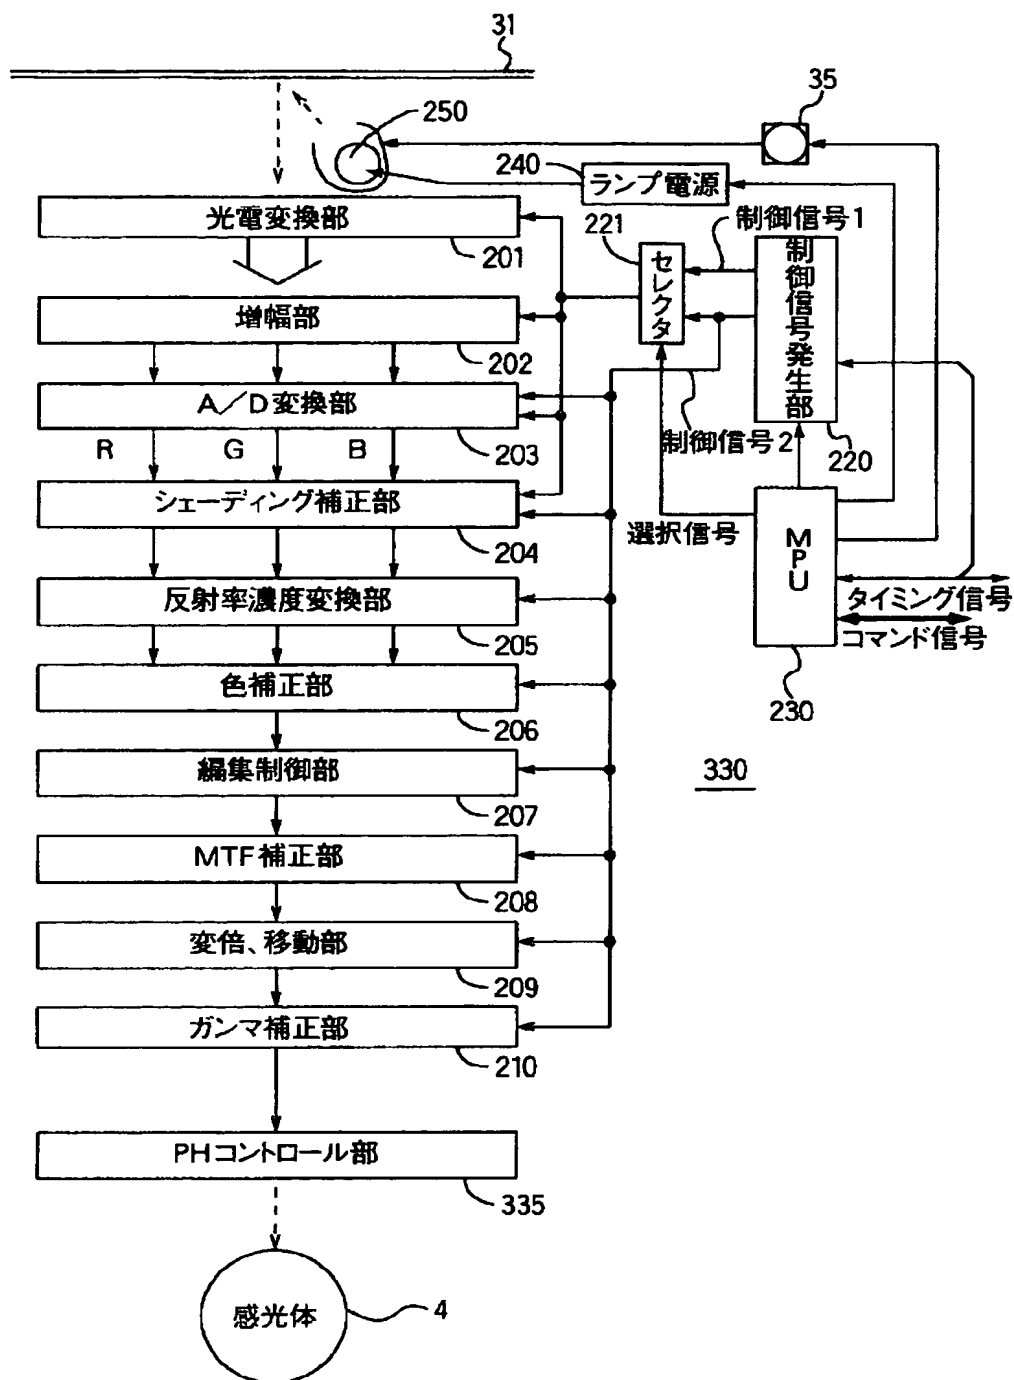 31
35
250
240
ランプ電源
光電変換部
201
221
セレクタ
制御信号1
制御信号発生部
増幅部
202
A/D変換部
203
制御信号2
220
R G B
シェーディング補正部
204
選択信号
MPU
反射率濃度変換部
205
タイミング信号
コマンド信号
230
色補正部
206
330
編集制御部
207
MTF補正部
208
変倍、移動部
209
ガンマ補正部
210
PHコントロール部
335
感光体
4